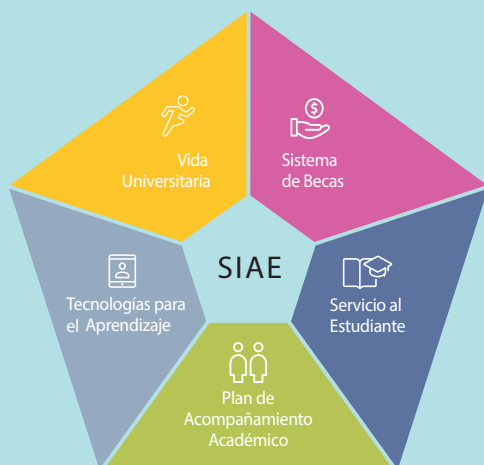 Vida
Universitaria
$
Sistema
de Becas
SIAE
Tecnologías para
el Aprendizaje
Servicio al
Estudiante
Plan de
Acompañamiento
Académico